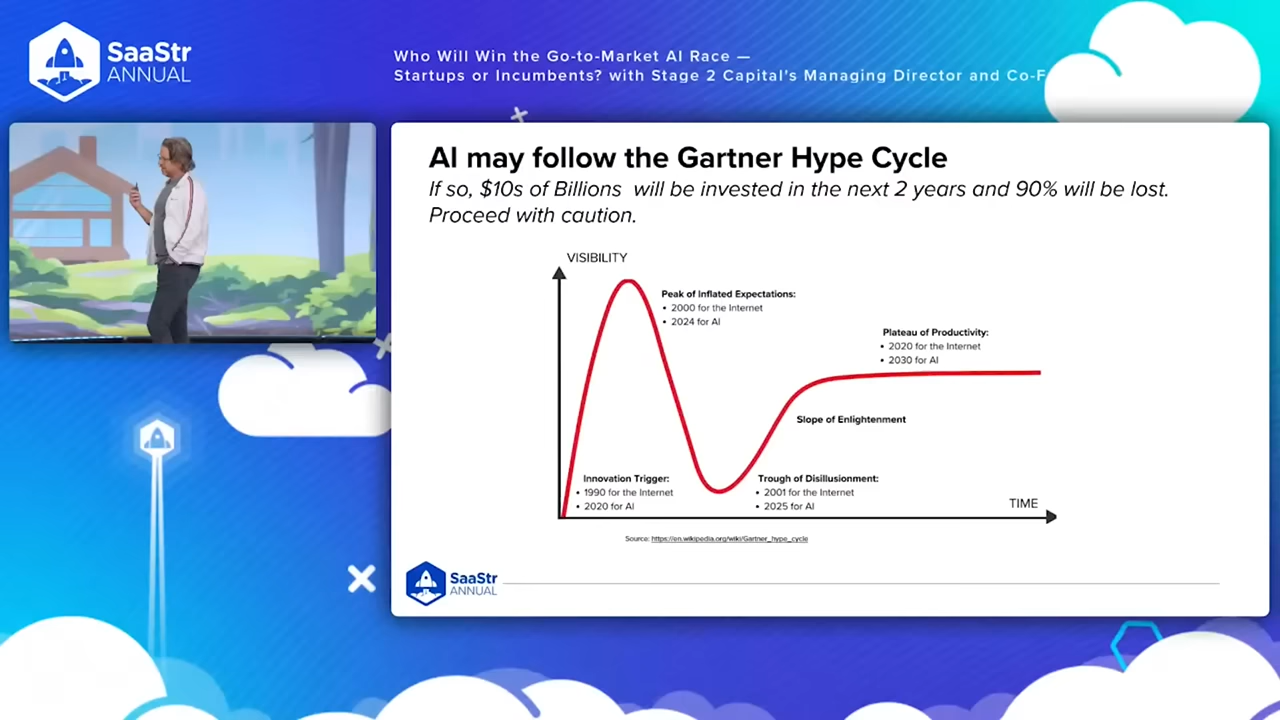 SaaStr
ANNUAL
Who Will Win the Go-to-Market AI Race —
Startups or Incumbents? with Stage 2 Capital's Managing Director and Co-F
AI may follow the Gartner Hype Cycle
If so, $10s of Billions will be invested in the next 2 years and 90% will be lost.
Proceed with caution.
VISIBILITY
Peak of Inflated Expectations:
• 2000 for the Internet
• 2024 for AI
Plateau of Productivity:
• 2020 for the Internet
• 2030 for AI
Slope of Enlightenment
Innovation Trigger:
• 1990 for the Internet
• 2020 for AI
Trough of Disillusionment:
• 2001 for the Internet
• 2025 for AI
TIME
Source: https://en.wikipedia.org/wiki/Gartner_hype_cycle
SaaStr
ANNUAL